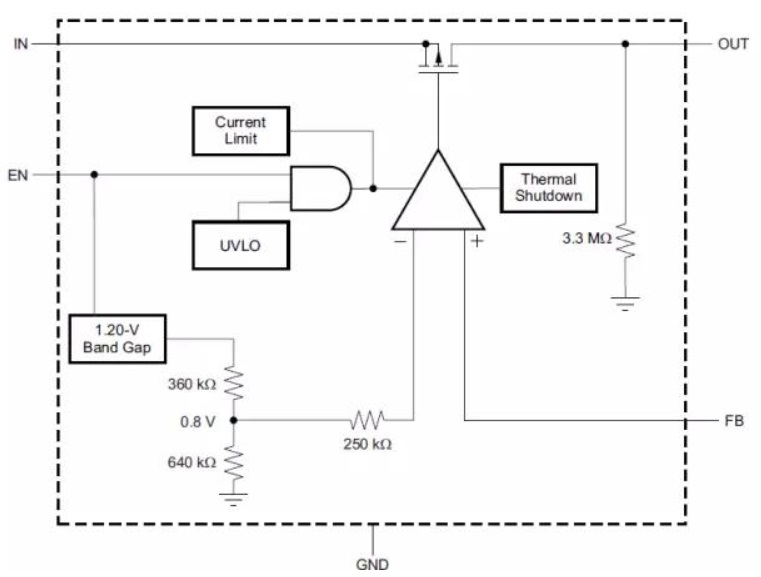 IN
OUT
Current
Limit
EN
Thermal
Shutdown
UVLO
−
+
3.3 MΩ
1.20-V
Band Gap
360 kΩ
0.8 V
FB
250 kΩ
640 kΩ
GND